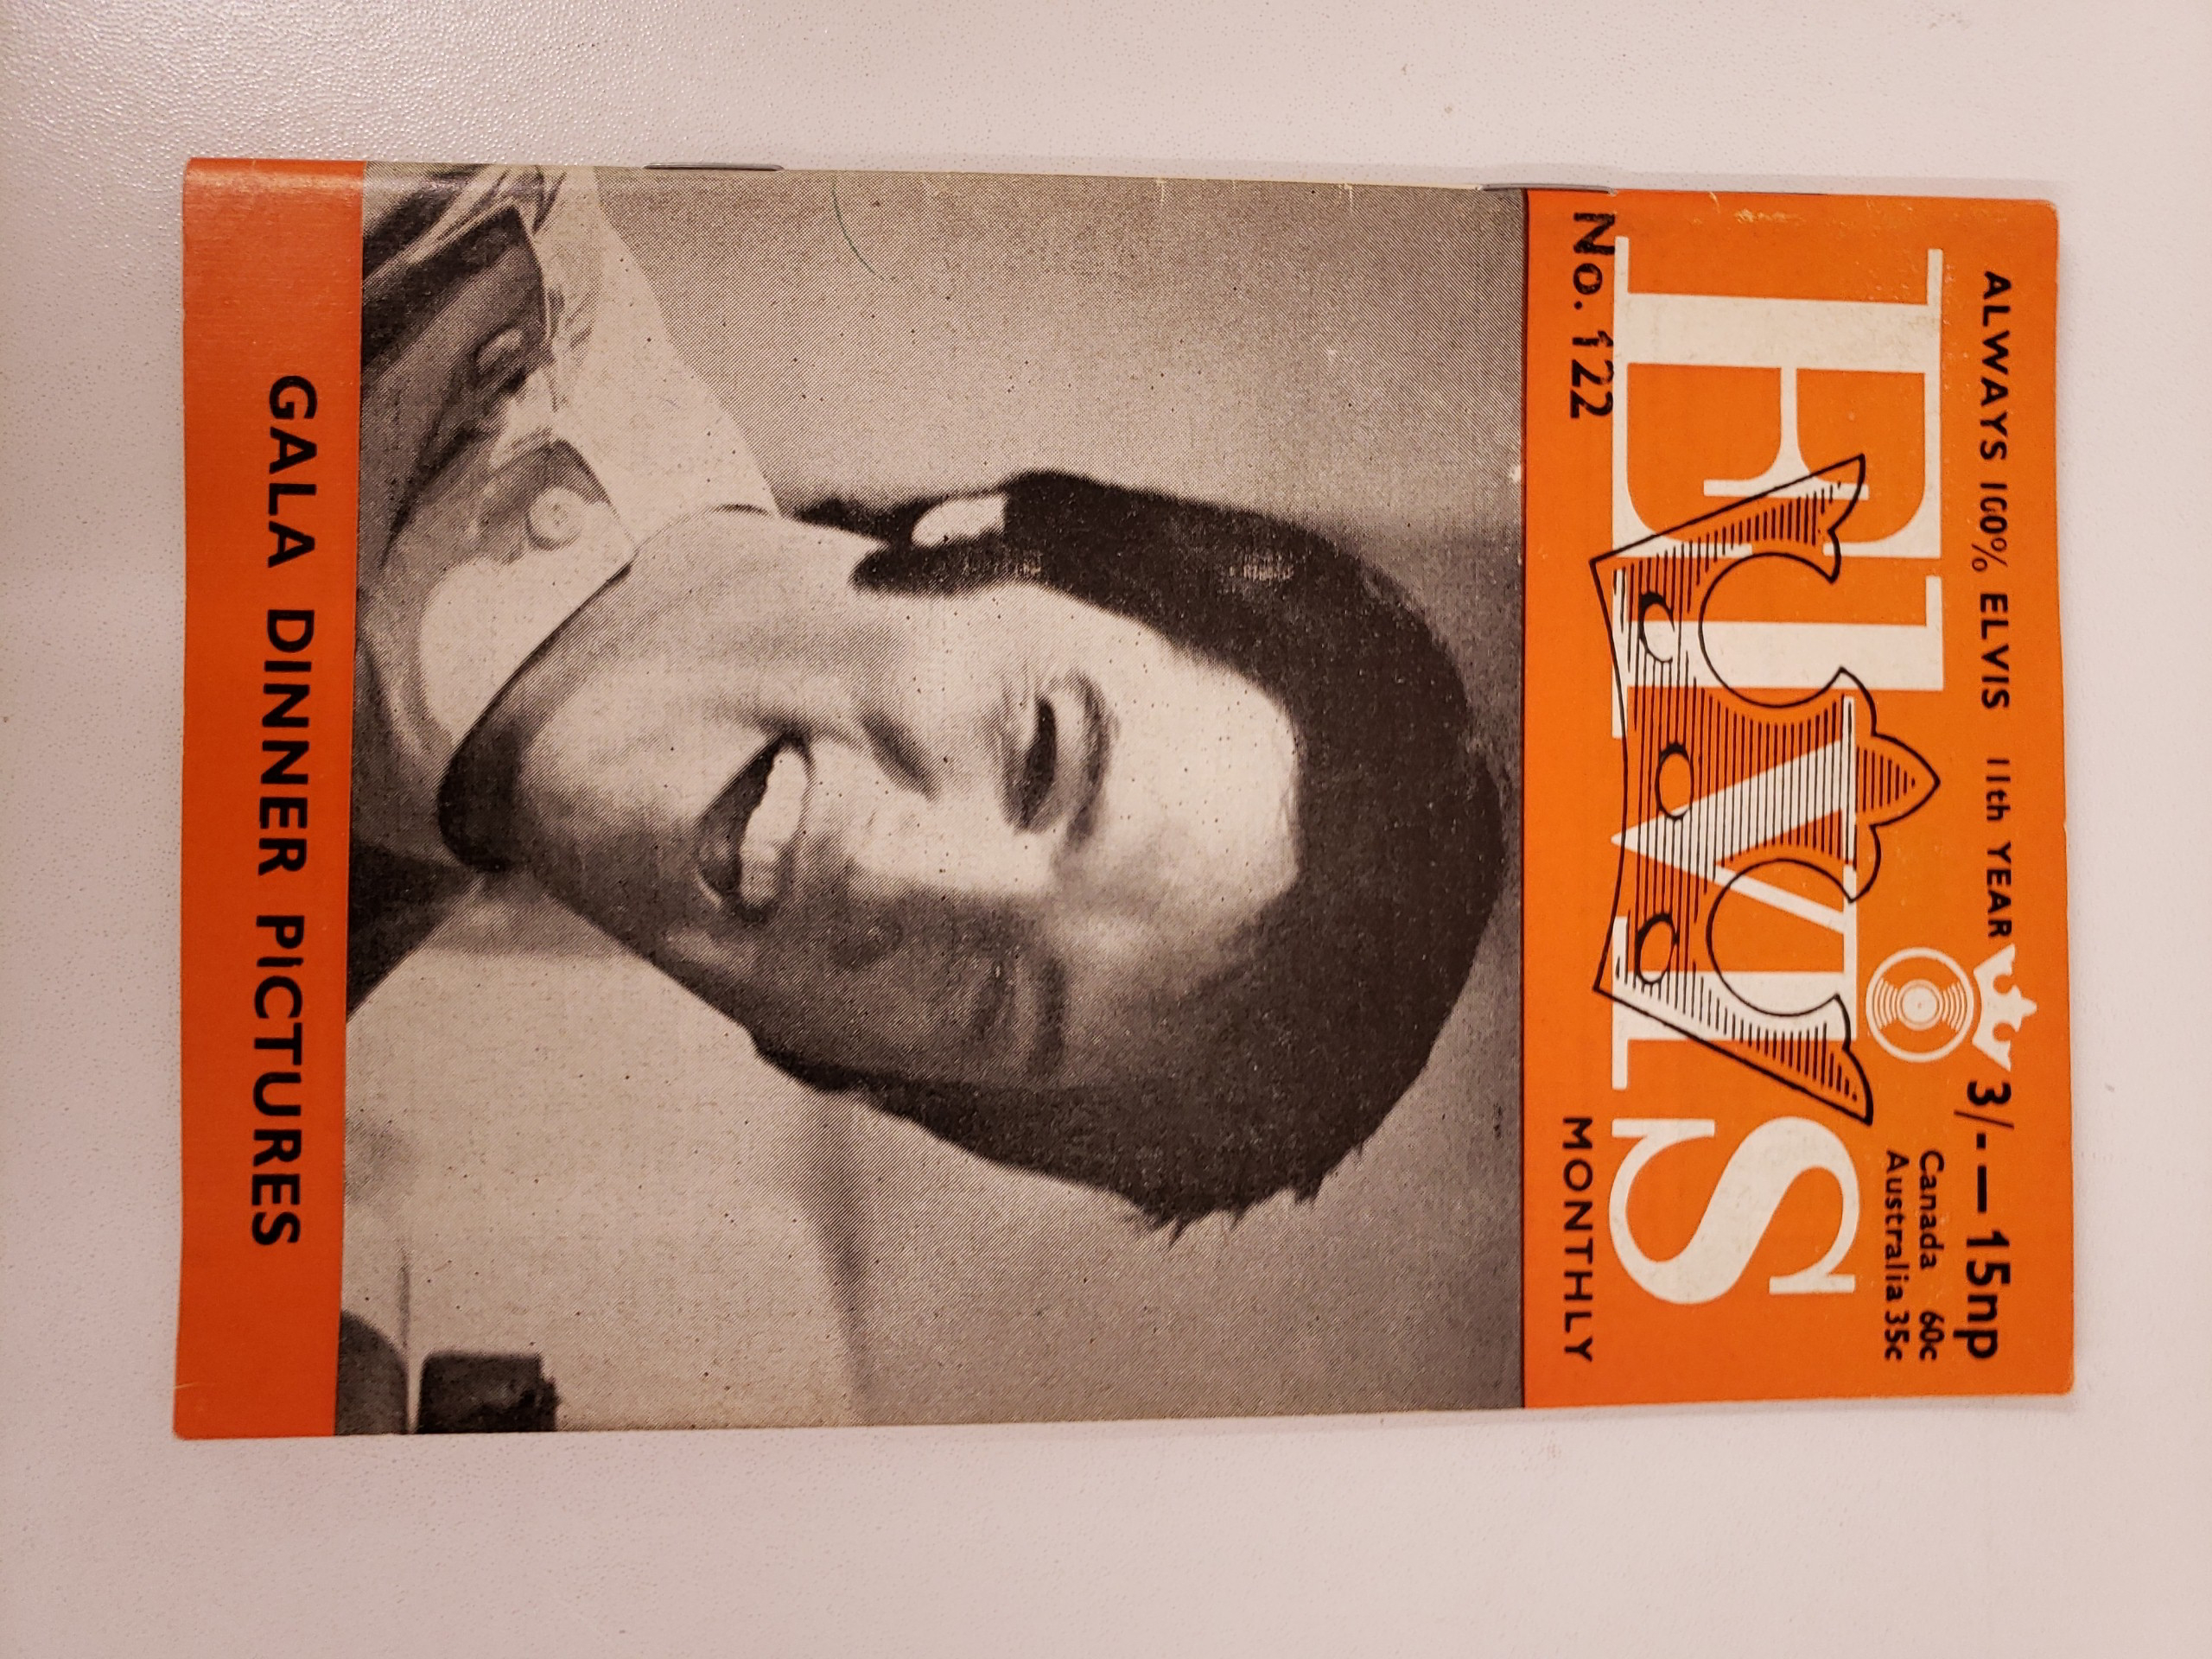 ALWAYS 100% ELVIS 11th YEAR
3/- — 15np
Canada 60c
Australia 35c
ELVIS
No. 122
MONTHLY
GALA DINNER PICTURES